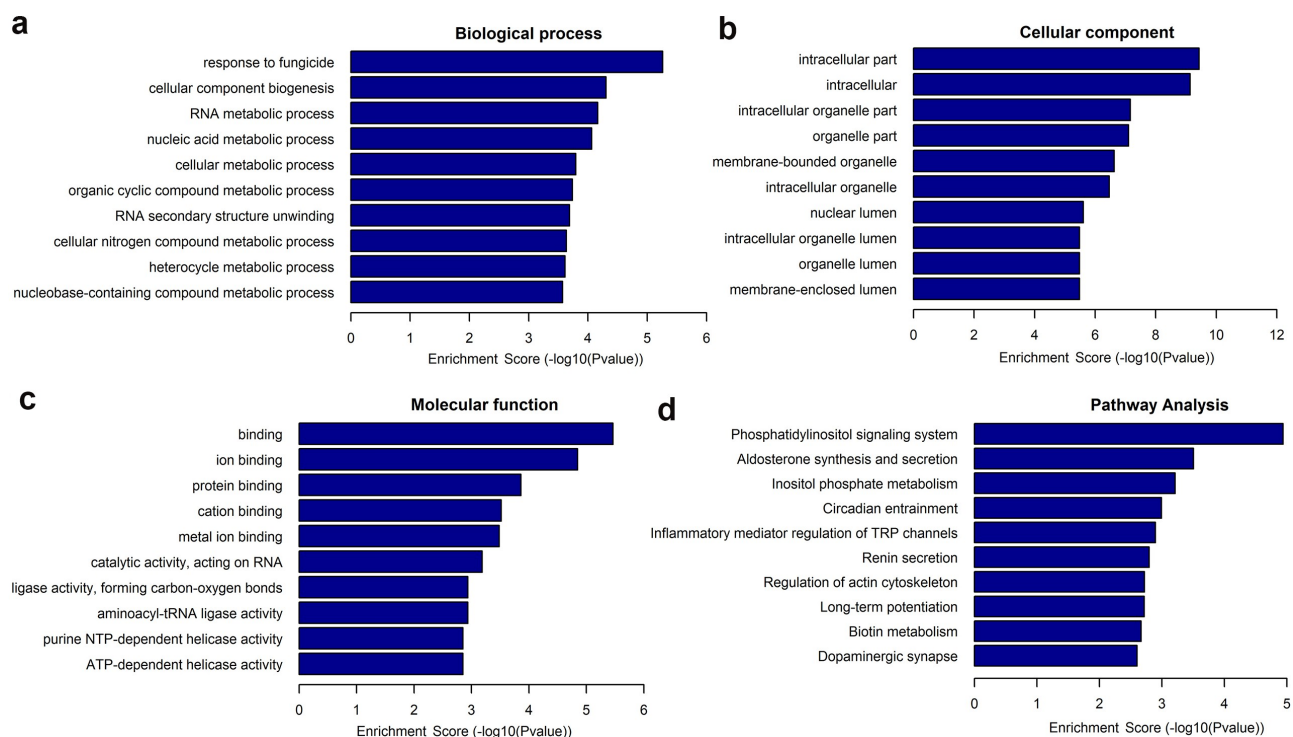 a
Biological process
response to fungicide
cellular component biogenesis
RNA metabolic process
nucleic acid metabolic process
cellular metabolic process
organic cyclic compound metabolic process
RNA secondary structure unwinding
cellular nitrogen compound metabolic process
heterocycle metabolic process
nucleobase-containing compound metabolic process
0 1 2 3 4 5 6
Enrichment Score (-log10(Pvalue))
b
Cellular component
intracellular part
intracellular
intracellular organelle part
organelle part
membrane-bounded organelle
intracellular organelle
nuclear lumen
intracellular organelle lumen
organelle lumen
membrane-enclosed lumen
0 2 4 6 8 10 12
Enrichment Score (-log10(Pvalue))
c
Molecular function
binding
ion binding
protein binding
cation binding
metal ion binding
catalytic activity, acting on RNA
ligase activity, forming carbon-oxygen bonds
aminoacyl-tRNA ligase activity
purine NTP-dependent helicase activity
ATP-dependent helicase activity
0 1 2 3 4 5 6
Enrichment Score (-log10(Pvalue))
d
Pathway Analysis
Phosphatidylinositol signaling system
Aldosterone synthesis and secretion
Inositol phosphate metabolism
Circadian entrainment
Inflammatory mediator regulation of TRP channels
Renin secretion
Regulation of actin cytoskeleton
Long-term potentiation
Biotin metabolism
Dopaminergic synapse
0 1 2 3 4 5
Enrichment Score (-log10(Pvalue))